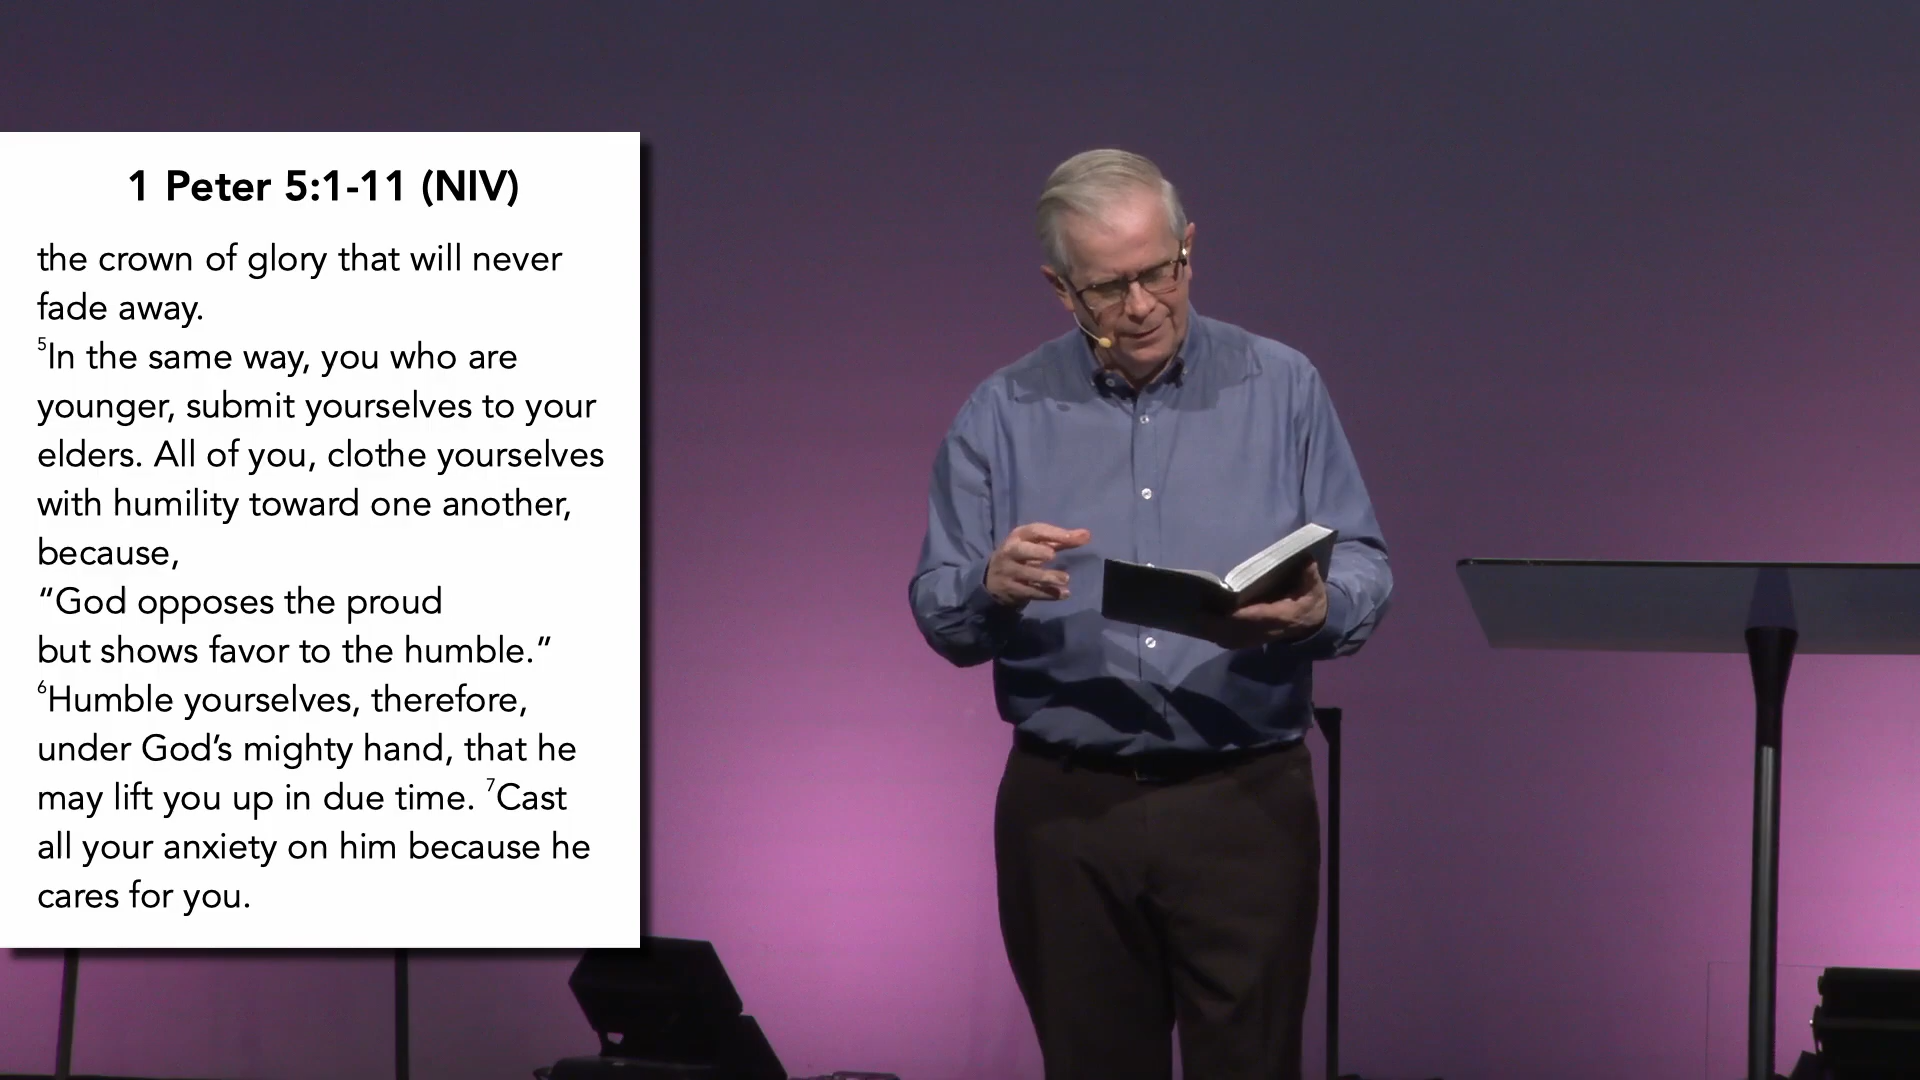 1 Peter 5:1-11 (NIV)
the crown of glory that will never
fade away.
⁵In the same way, you who are
younger, submit yourselves to your
elders. All of you, clothe yourselves
with humility toward one another,
because,
“God opposes the proud
but shows favor to the humble.”
⁶Humble yourselves, therefore,
under God’s mighty hand, that he
may lift you up in due time. ⁷Cast
all your anxiety on him because he
cares for you.